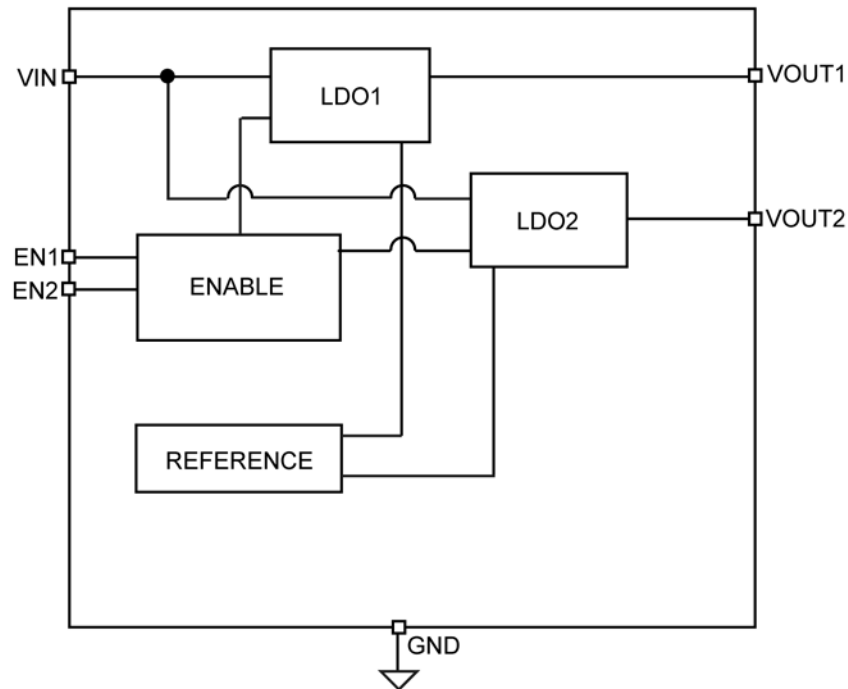 VIN
LDO1
VOUT1
LDO2
VOUT2
EN1
EN2
ENABLE
REFERENCE
GND